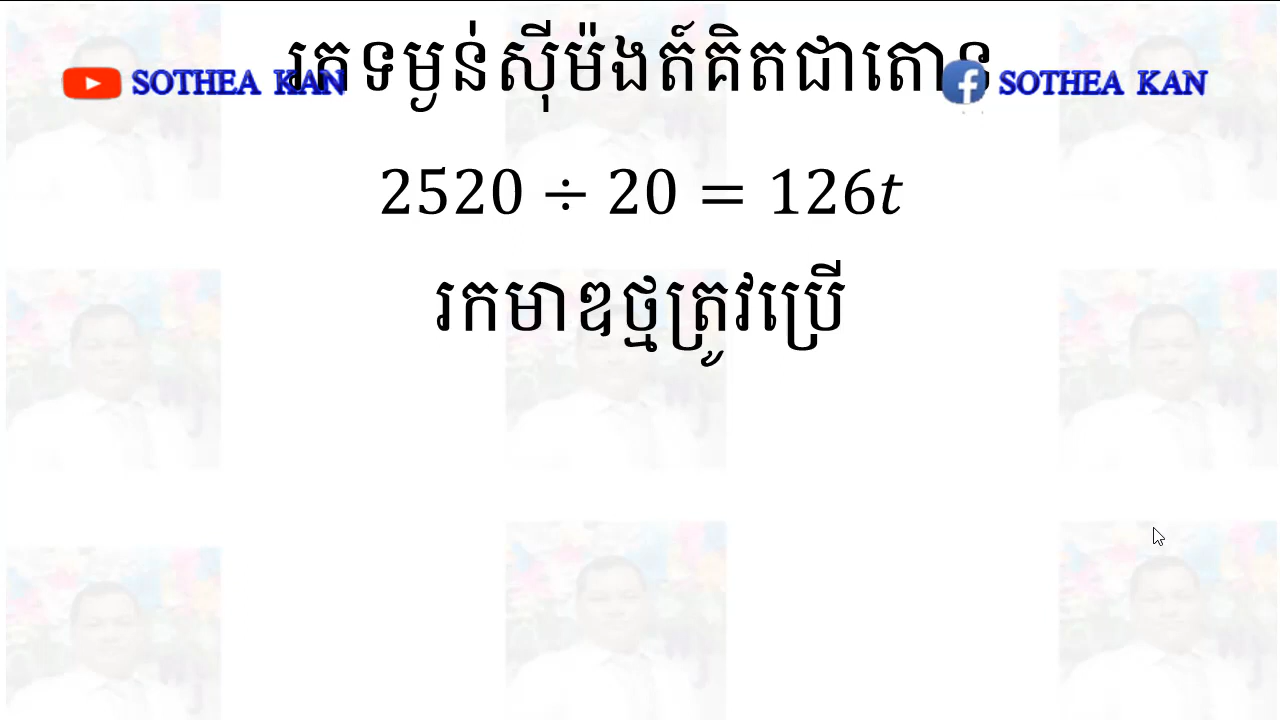 រកទម្ងន់ស៊ីម៉ងត៍គិតជាតោន
SOTHEA KAN
SOTHEA KAN
2520 ÷ 20 = 126t
រកមាឌថ្មត្រូវប្រើ